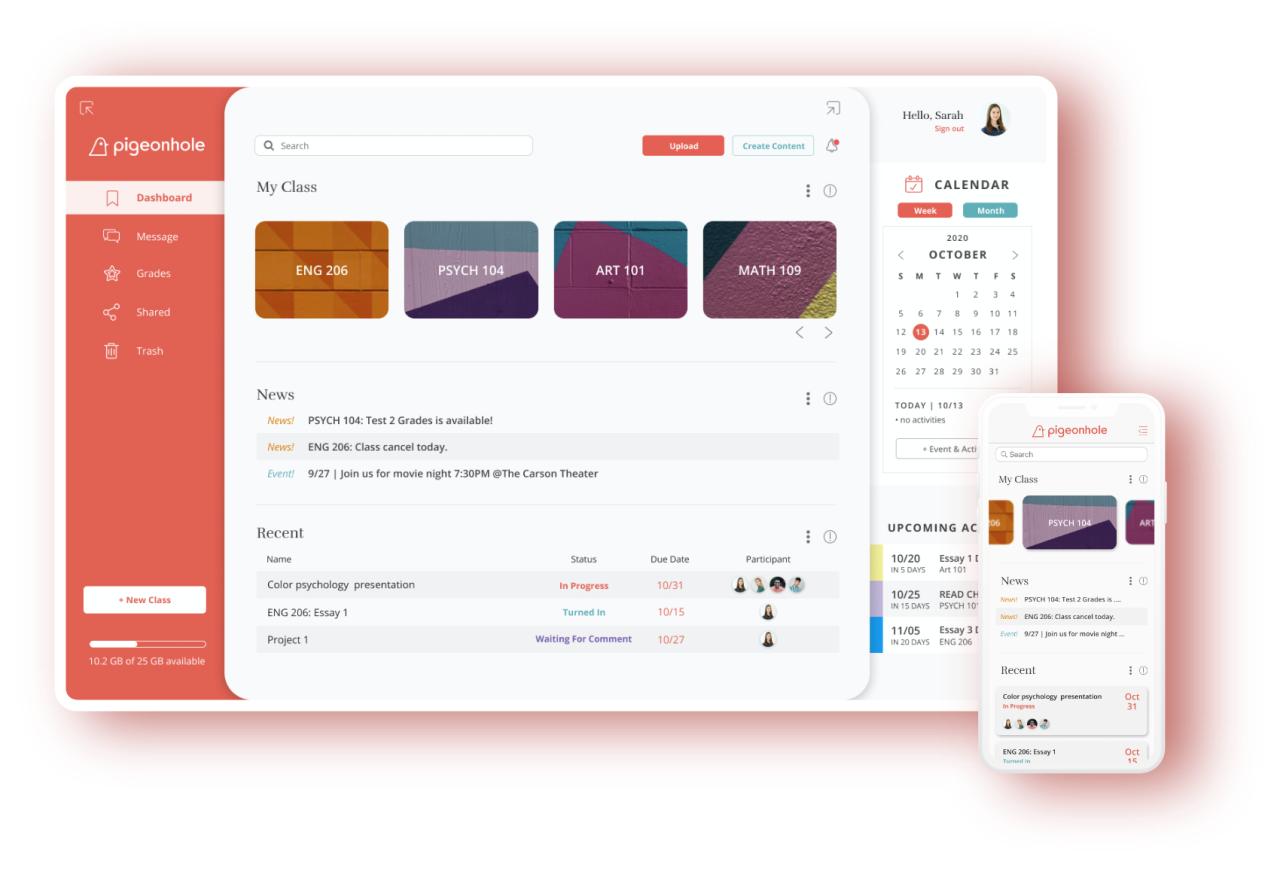 pigeonhole
Dashboard
Message
Grades
Shared
Trash
+ New Class
10.2 GB of 25 GB available
Search
Upload
Create Content
My Class
ENG 206
PSYCH 104
ART 101
MATH 109
News
News! PSYCH 104: Test 2 Grades is available!
News! ENG 206: Class cancel today.
Event! 9/27 | Join us for movie night 7:30PM @The Carson Theater
Recent
Name Status Due Date Participant
Color psychology presentation In Progress 10/31
ENG 206: Essay 1 Turned In 10/15
Project 1 Waiting For Comment 10/27
Hello, Sarah
Sign out
CALENDAR
Week Month
2020
< OCTOBER >
S M T W T F S
1 2 3 4
5 6 7 8 9 10 11
12 13 14 15 16 17 18
19 20 21 22 23 24 25
26 27 28 29 30 31
TODAY | 10/13
• no activities
+ Event & Acti
UPCOMING AC
10/20 Essay 1
IN 5 DAYS Art 101
10/25 READ CH
IN 15 DAYS PSYCH 10
11/05 Essay 3
IN 20 DAYS ENG 206
pigeonhole
Search
My Class
206
PSYCH 104
ART
News
News! PSYCH 104: Test 2 Grades is ....
News! ENG 206: Class cancel today.
Event! 9/27 | Join us for movie night ...
Recent
Color psychology presentation Oct
In Progress 31
ENG 206: Essay 1 Oct
Turned In 15